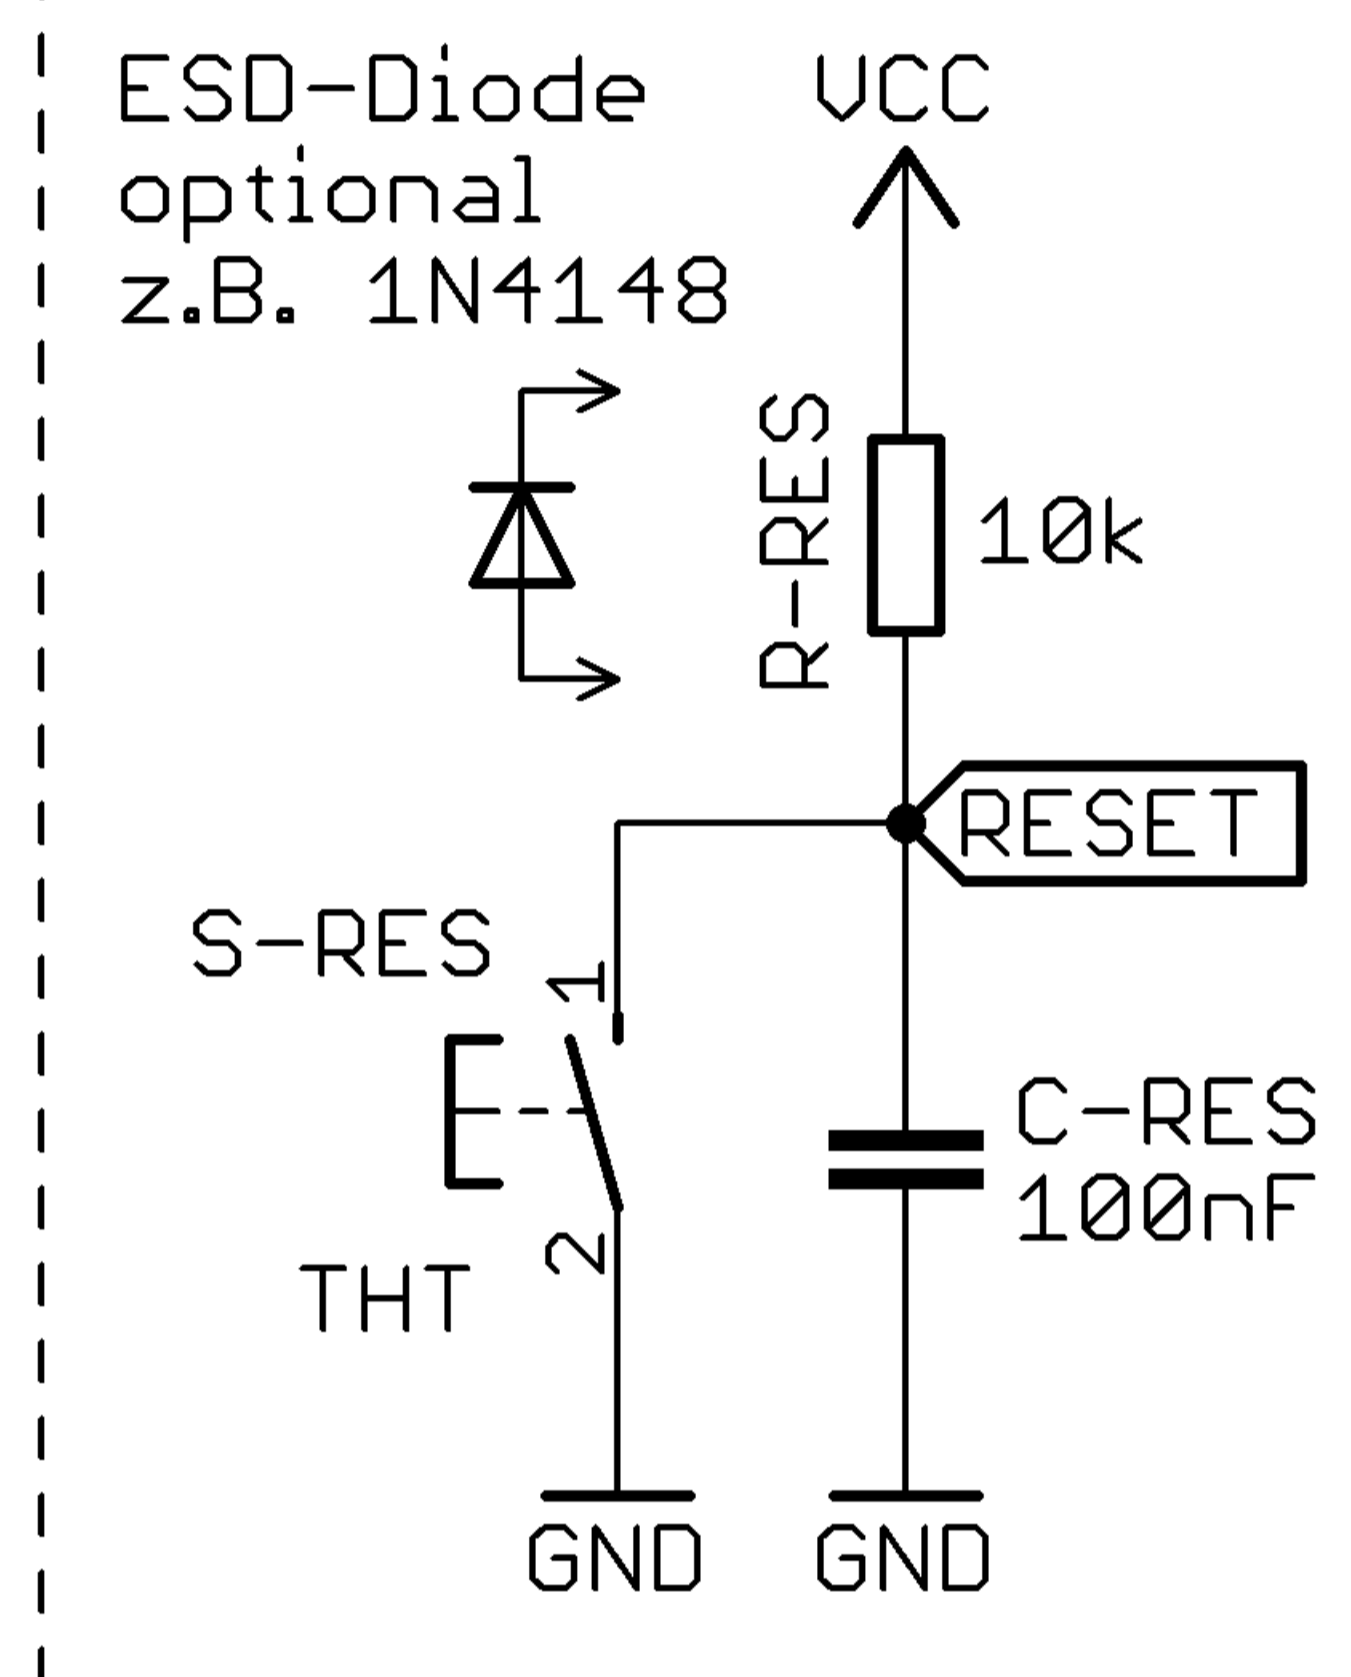 ESD-Diode
optional
z.B. 1N4148
VCC
R-RES
10k
RESET
S-RES
1
2
THT
C-RES
100nF
GND
GND